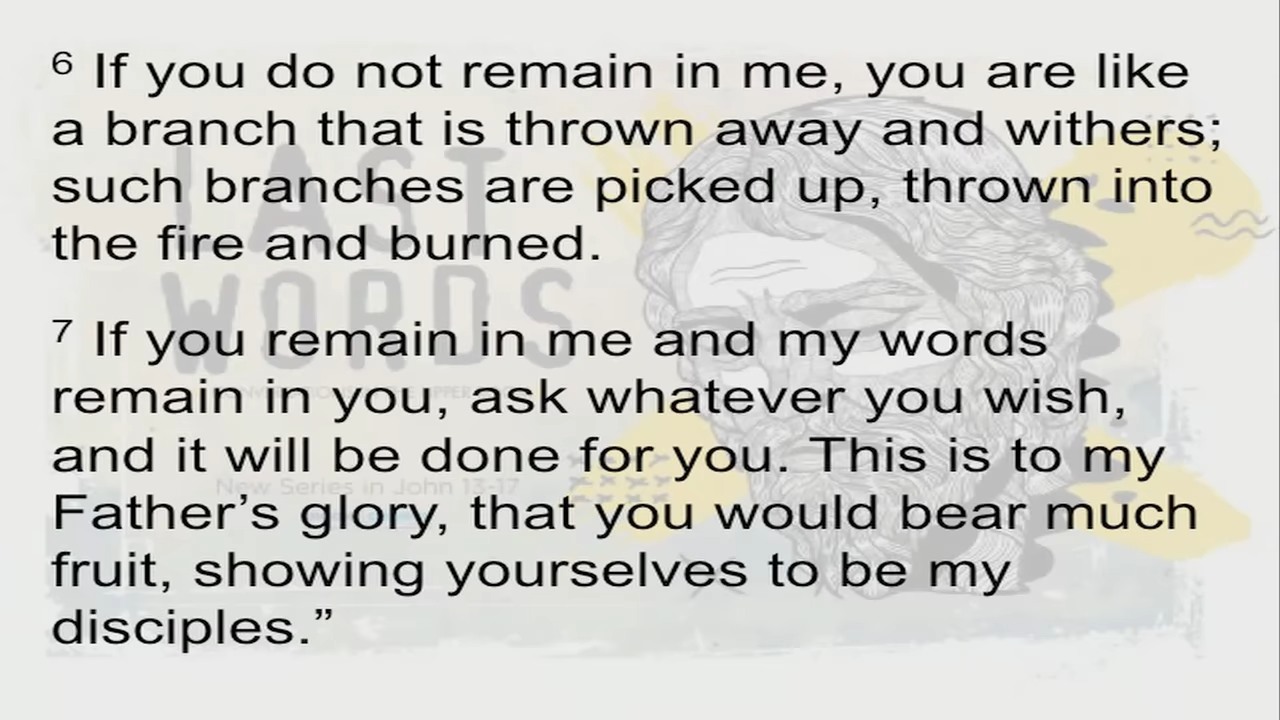 6 If you do not remain in me, you are like
a branch that is thrown away and withers;
such branches are picked up, thrown into
the fire and burned.
7 If you remain in me and my words
remain in you, ask whatever you wish,
and it will be done for you. This is to my
Father’s glory, that you would bear much
fruit, showing yourselves to be my
disciples.”
LAST
WORDS
New Series in John 13-17